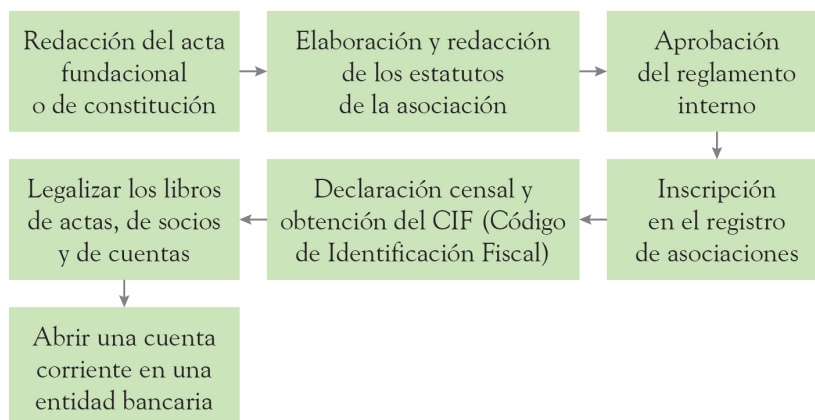 Redacción del acta
fundacional
o de constitución
Elaboración y redacción
de los estatutos
de la asociación
Aprobación
del reglamento
interno
Inscripción
en el registro
de asociaciones
Declaración censal y
obtención del CIF (Código
de Identificación Fiscal)
Legalizar los libros
de actas, de socios
y de cuentas
Abrir una cuenta
corriente en una
entidad bancaria